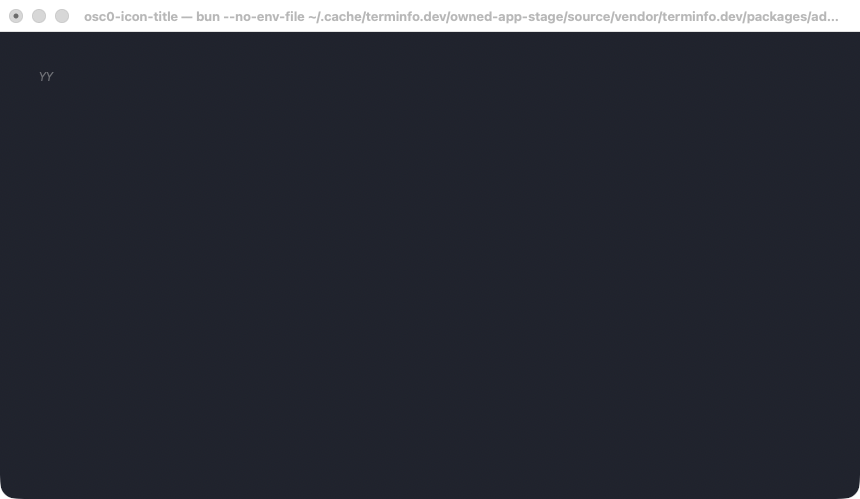 osc0-icon-title — bun --no-env-file ~/.cache/terminfo.dev/owned-app-stage/source/vendor/terminfo.dev/packages/ad...
YY